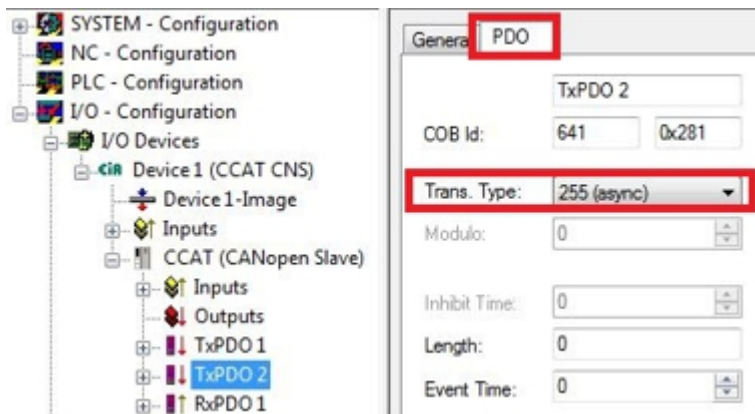 SYSTEM - Configuration
NC - Configuration
PLC - Configuration
I/O - Configuration
I/O Devices
CiA Device 1 (CCAT CNS)
Device 1-Image
Inputs
CCAT (CANopen Slave)
Inputs
Outputs
TxPDO 1
TxPDO 2
RxPDO 1
General PDO
TxPDO 2
COB Id: 641 0x281
Trans. Type: 255 (async)
Modulo: 0
Inhibit Time: 0
Length: 0
Event Time: 0